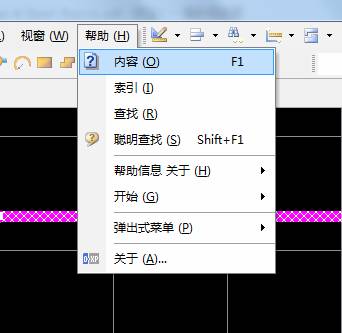 视窗 (W) 帮助 (H)
内容 (O) F1
索引 (I)
查找 (R)
聪明查找 (S) Shift+F1
帮助信息 关于 (H)
开始 (G)
弹出式菜单 (P)
DXP 关于 (A)...